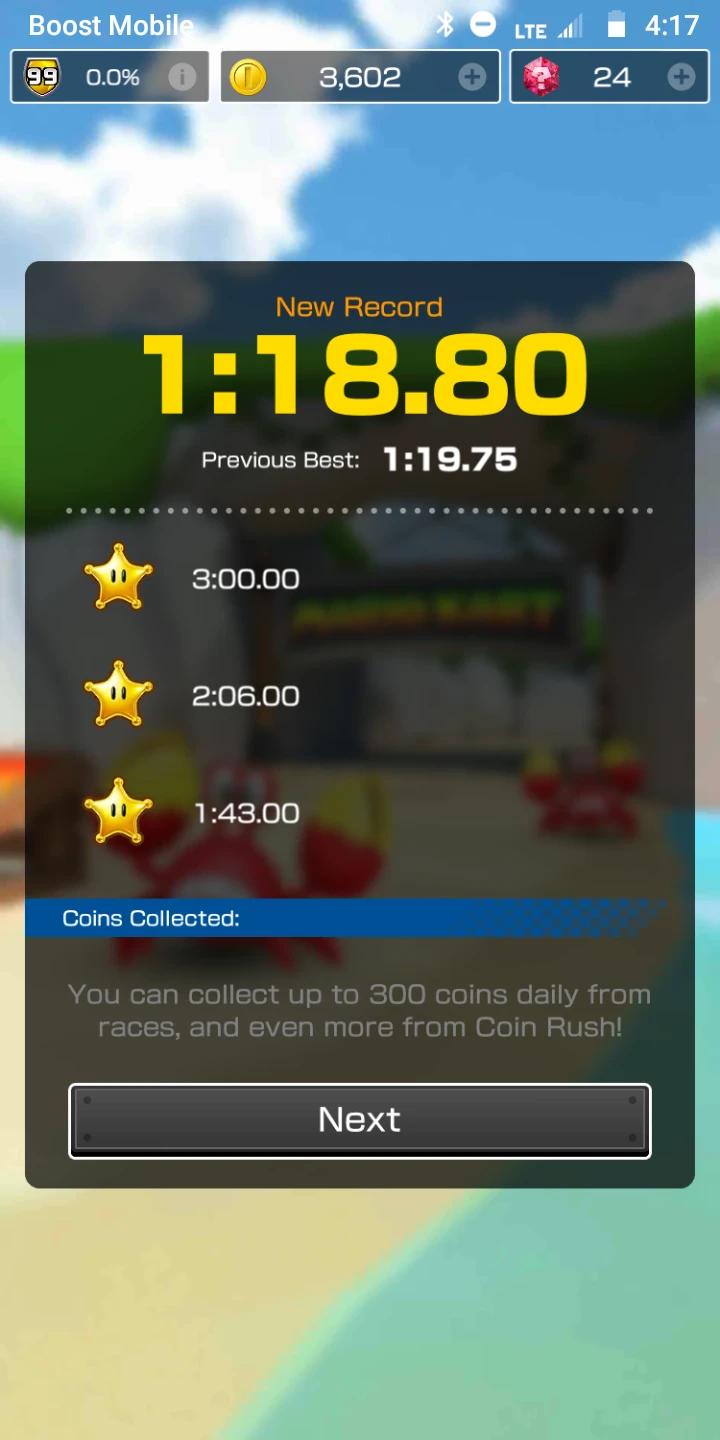 Boost Mobile LTE 4:17
99 0.0% i 3,602 + ? 24 +
New Record
1:18.80
Previous Best: 1:19.75
3:00.00
MARIO KART
2:06.00
1:43.00
Coins Collected:
You can collect up to 300 coins daily from
races, and even more from Coin Rush!
Next